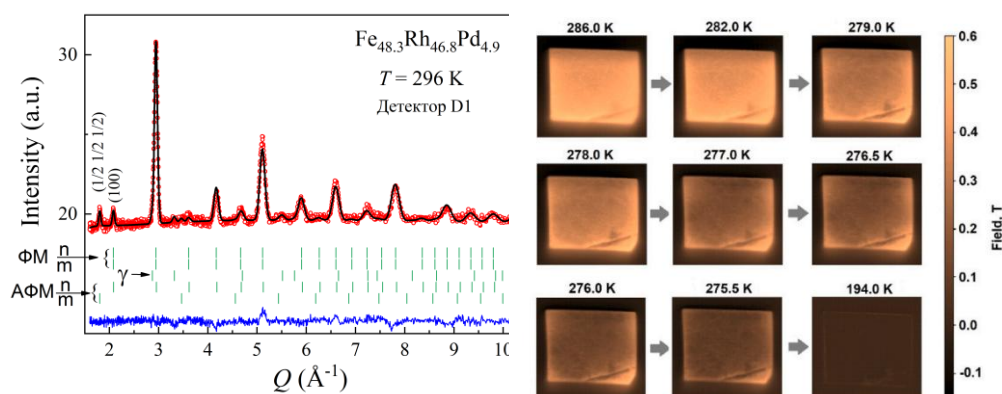 Fe48.3Rh46.8Pd4.9
T = 296 K
Детектор D1
Intensity (a.u.)
30
20
(1/2 1/2 1/2)
(100)
ФМ n
m
γ
АФМ n
m
2 3 4 5 6 7 8 9 10
Q (Å-1)
286.0 K 282.0 K 279.0 K
278.0 K 277.0 K 276.5 K
276.0 K 275.5 K 194.0 K
0.6
0.5
0.4
0.3
0.2
0.1
0.0
-0.1
Field, T